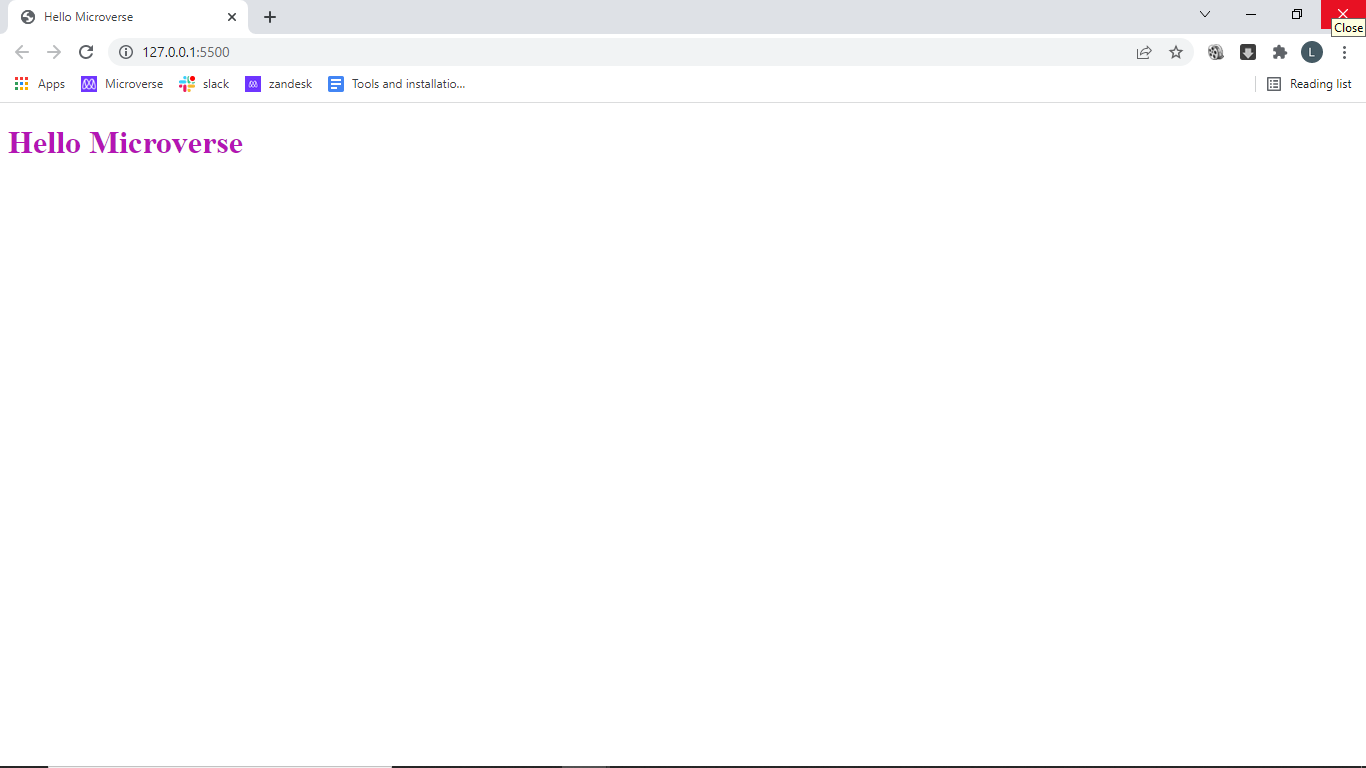 Hello Microverse
Close
127.0.0.1:5500
L
Apps
Microverse
slack
zandesk
Tools and installatio...
Reading list
Hello Microverse